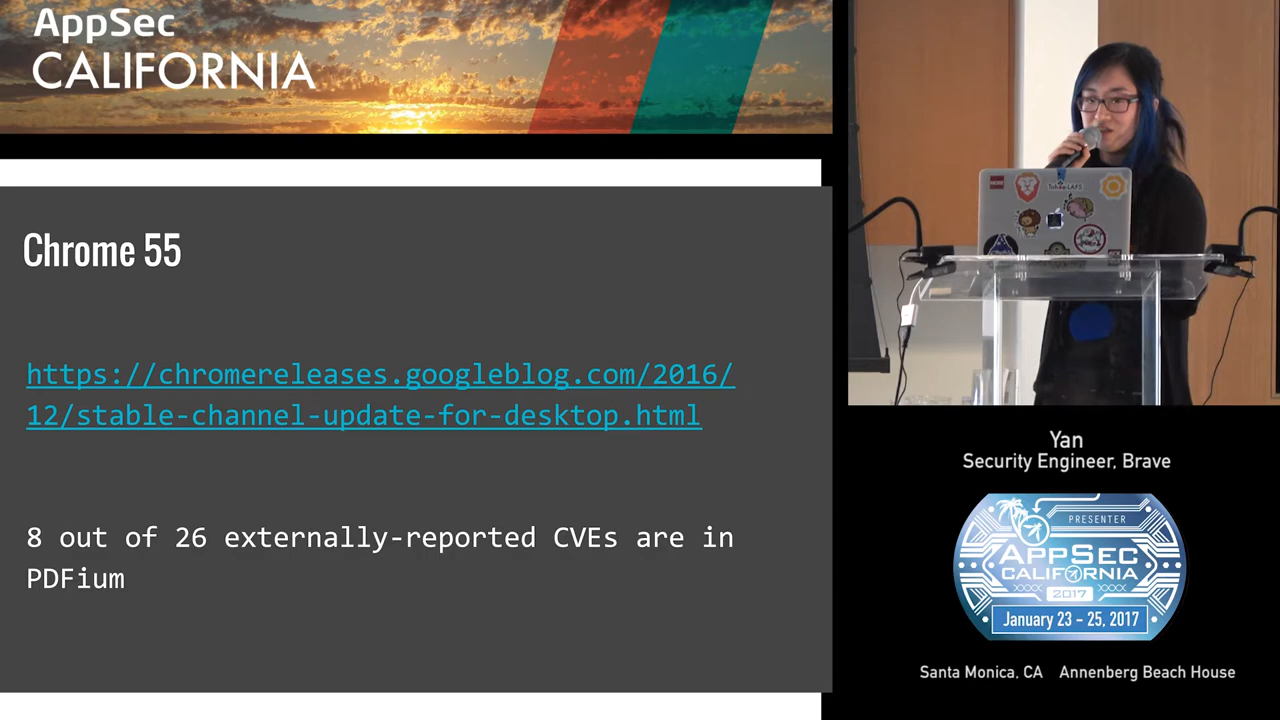 AppSec
CALIFORNIA
Chrome 55
https://chromereleases.googleblog.com/2016/
12/stable-channel-update-for-desktop.html
8 out of 26 externally-reported CVEs are in
PDFium
Tahoe-LAFS
Yan
Security Engineer, Brave
PRESENTER
APPSEC
CALIFORNIA
2017
January 23 - 25, 2017
Santa Monica, CA Annenberg Beach House